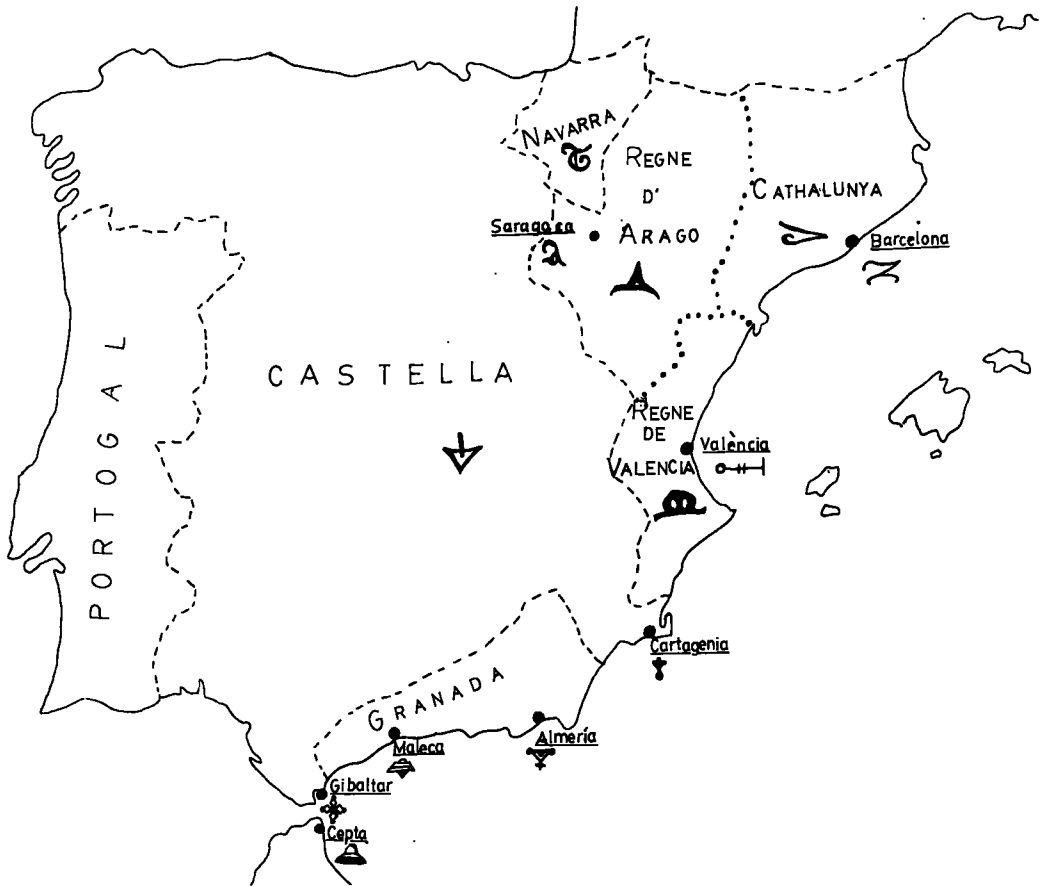 NAVARRA
REGNE
D'
ARAGO
CATHALUNYA
Saragoça
Barcelona
PORTOGAL
CASTELLA
REGNE
DE
VALENCIA
València
Cartagenia
GRANADA
Maleca
Almería
Gibaltar
Cepta